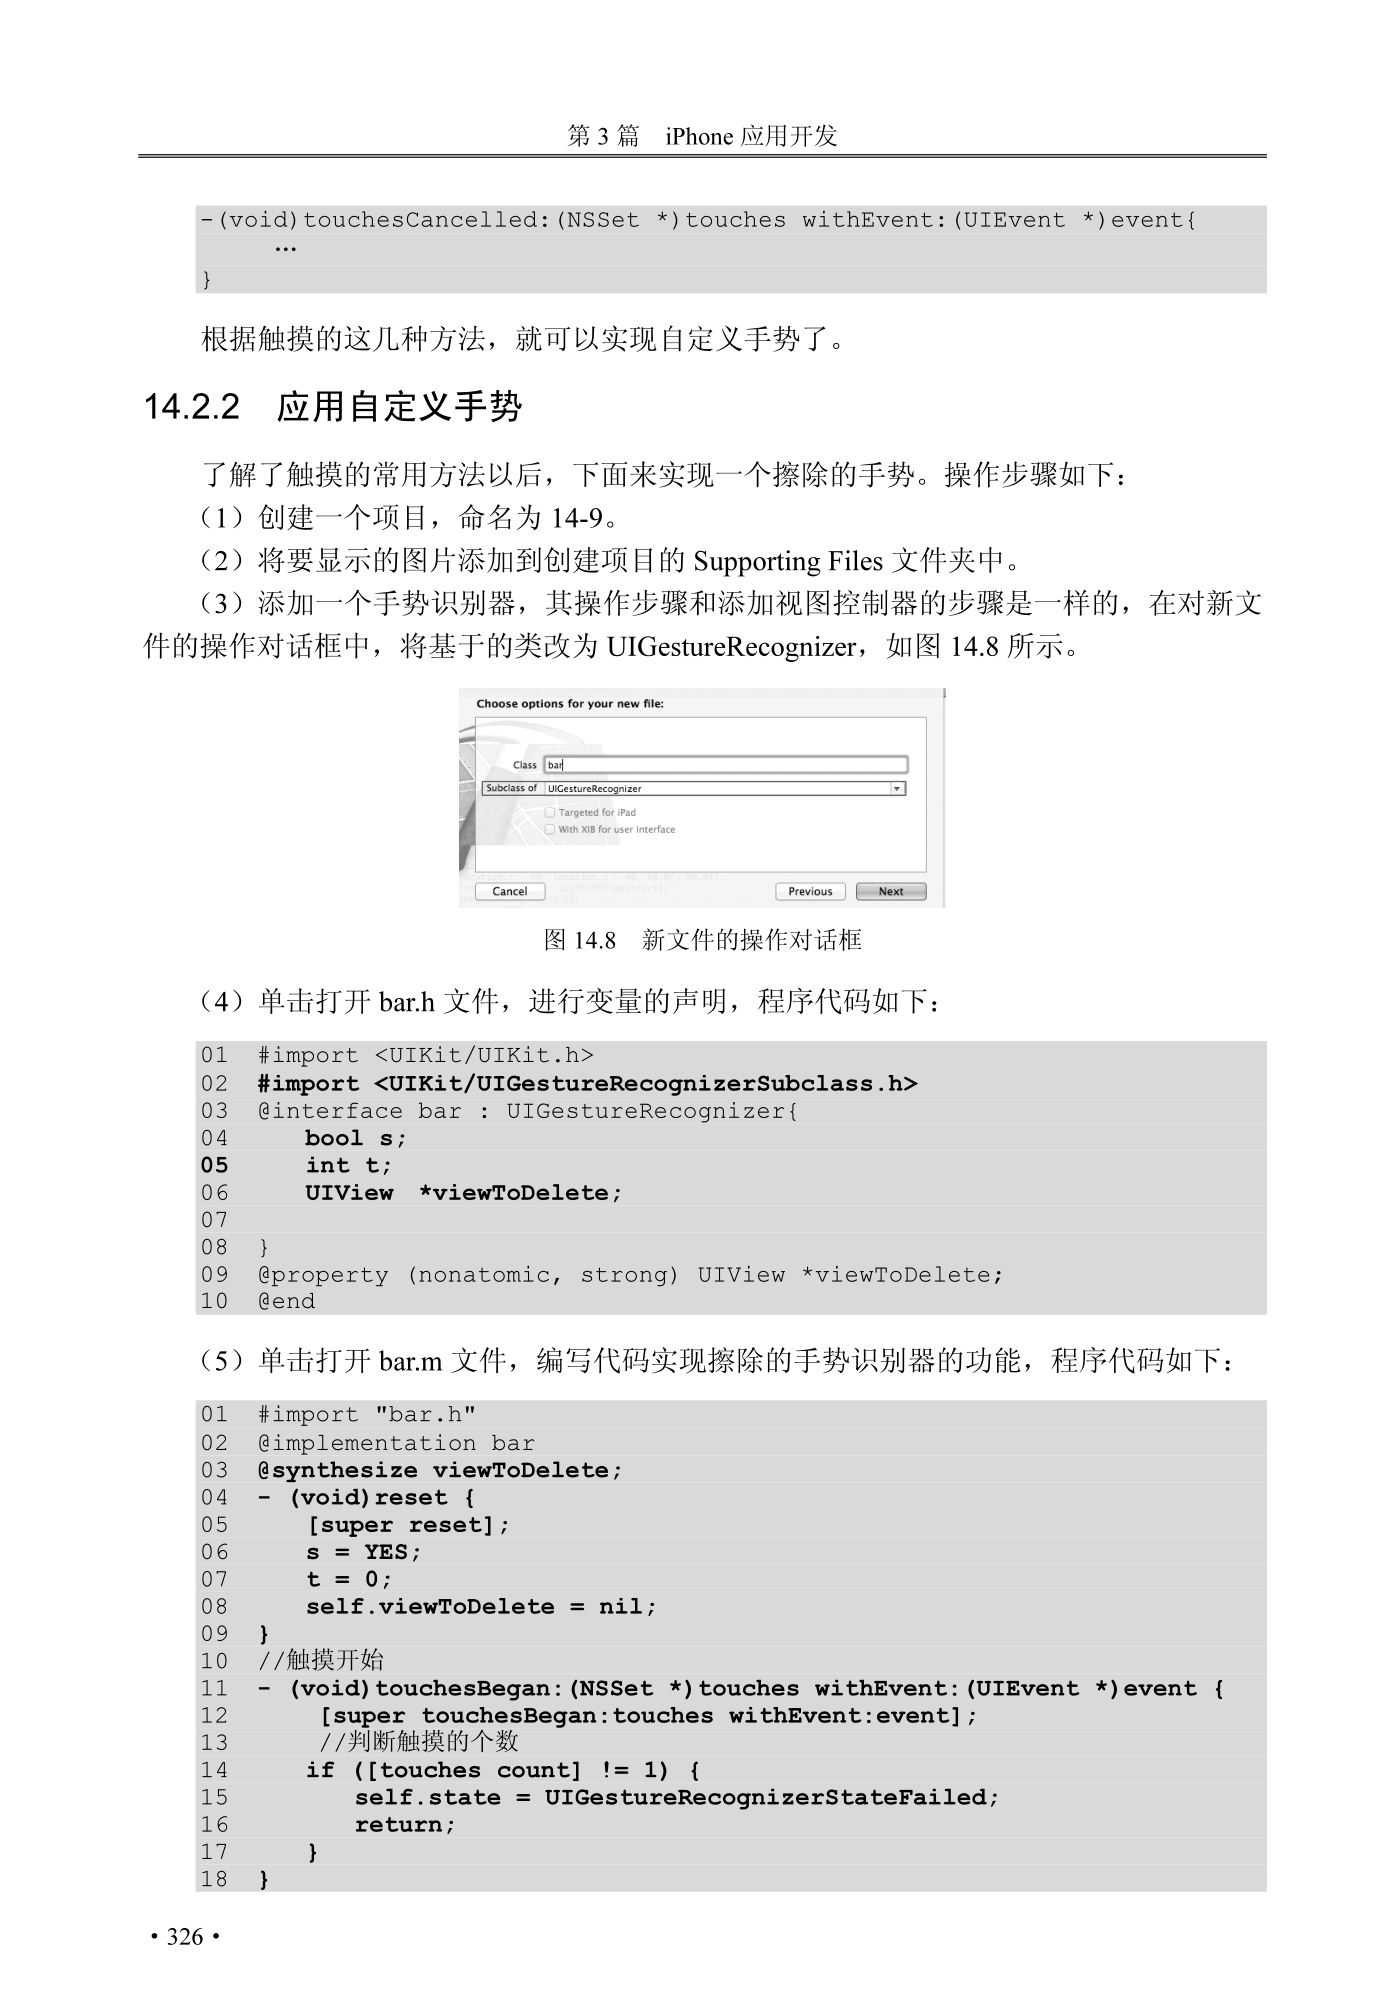 第 3 篇　iPhone 应用开发
-(void)touchesCancelled:(NSSet *)touches withEvent:(UIEvent *)event{
…
}
根据触摸的这几种方法，就可以实现自定义手势了。
14.2.2　应用自定义手势
了解了触摸的常用方法以后，下面来实现一个擦除的手势。操作步骤如下：
（1）创建一个项目，命名为 14-9。
（2）将要显示的图片添加到创建项目的 Supporting Files 文件夹中。
（3）添加一个手势识别器，其操作步骤和添加视图控制器的步骤是一样的，在对新文
件的操作对话框中，将基于的类改为 UIGestureRecognizer，如图 14.8 所示。
Choose options for your new file:
Class bar
Subclass of UIGestureRecognizer
Targeted for iPad
With XIB for user interface
Cancel Previous Next
图 14.8　新文件的操作对话框
（4）单击打开 bar.h 文件，进行变量的声明，程序代码如下：
01 #import <UIKit/UIKit.h>
02 #import <UIKit/UIGestureRecognizerSubclass.h>
03 @interface bar : UIGestureRecognizer{
04 bool s;
05 int t;
06 UIView *viewToDelete;
07
08 }
09 @property (nonatomic, strong) UIView *viewToDelete;
10 @end
（5）单击打开 bar.m 文件，编写代码实现擦除的手势识别器的功能，程序代码如下：
01 #import "bar.h"
02 @implementation bar
03 @synthesize viewToDelete;
04 - (void)reset {
05 [super reset];
06 s = YES;
07 t = 0;
08 self.viewToDelete = nil;
09 }
10 //触摸开始
11 - (void)touchesBegan:(NSSet *)touches withEvent:(UIEvent *)event {
12 [super touchesBegan:touches withEvent:event];
13 //判断触摸的个数
14 if ([touches count] != 1) {
15 self.state = UIGestureRecognizerStateFailed;
16 return;
17 }
18 }
• 326 •